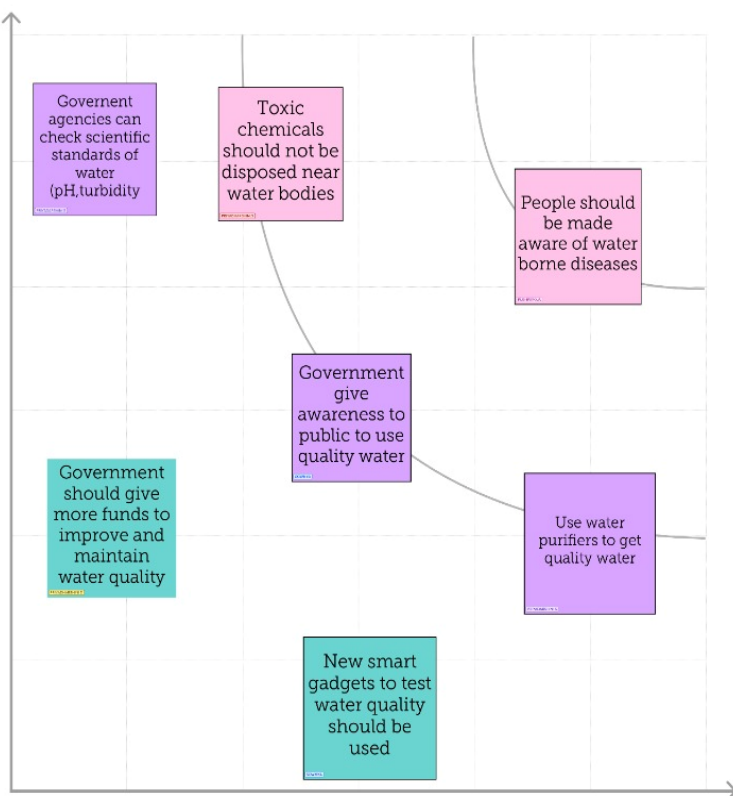 Governent
agencies can
check scientific
standards of
water
(pH,turbidity
Toxic
chemicals
should not be
disposed near
water bodies
People should
be made
aware of water
borne diseases
Government
give
awareness to
public to use
quality water
Government
should give
more funds to
improve and
maintain
water quality
Use water
purifiers to get
quality water
New smart
gadgets to test
water quality
should be
used